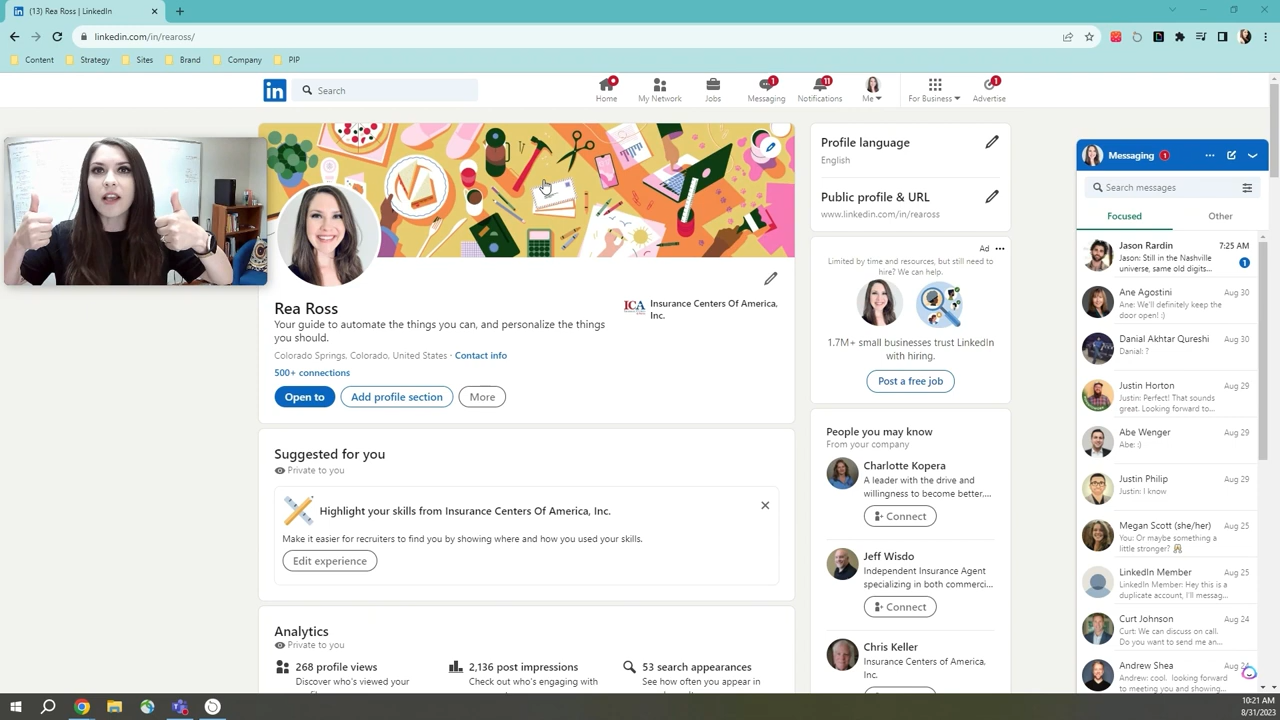 (13) Rea Ross | LinkedIn
linkedin.com/in/reaross/
Content
Strategy
Sites
Brand
Company
PIP
in
Search
Home
My Network
Jobs
1
Messaging
11
Notifications
Me
For Business
1
Advertise
Rea Ross
Your guide to automate the things you can, and personalize the things
you should.
Colorado Springs, Colorado, United States · Contact info
500+ connections
ICA
Insurance Centers Of America,
Inc.
Open to
Add profile section
More
Suggested for you
Private to you
Highlight your skills from Insurance Centers Of America, Inc.
Make it easier for recruiters to find you by showing where and how you used your skills.
Edit experience
Analytics
Private to you
268 profile views
Discover who's viewed your
2,136 post impressions
Check out who's engaging with
53 search appearances
See how often you appear in
Profile language
English
Public profile & URL
www.linkedin.com/in/reaross
Ad
Limited by time and resources, but still need to
hire? We can help.
1.7M+ small businesses trust LinkedIn
with hiring.
Post a free job
People you may know
From your company
Charlotte Kopera
A leader with the drive and
willingness to become better,...
Connect
Jeff Wisdo
Independent Insurance Agent
specializing in both commerci...
Connect
Chris Keller
Insurance Centers of America,
Inc.
Messaging 1
Search messages
Focused
Other
Jason Rardin 7:25 AM
Jason: Still in the Nashville
universe, same old digits...
1
Ane Agostini Aug 30
Ane: We'll definitely keep the
door open! :)
Danial Akhtar Qureshi Aug 30
Danial: ?
Justin Horton Aug 29
Justin: Perfect! That sounds
great. Looking forward to...
Abe Wenger Aug 29
Abe: :)
Justin Philip Aug 29
Justin: I know
Megan Scott (she/her) Aug 25
You: Or maybe something a
little stronger?
LinkedIn Member Aug 25
LinkedIn Member: Hey this is a
duplicate account, I'll messag...
Curt Johnson Aug 24
Curt: We can discuss on call.
Do you want to send me an...
Andrew Shea Aug 24
Andrew: cool. looking forward
to meeting you and showing...
10:21 AM
8/31/2023